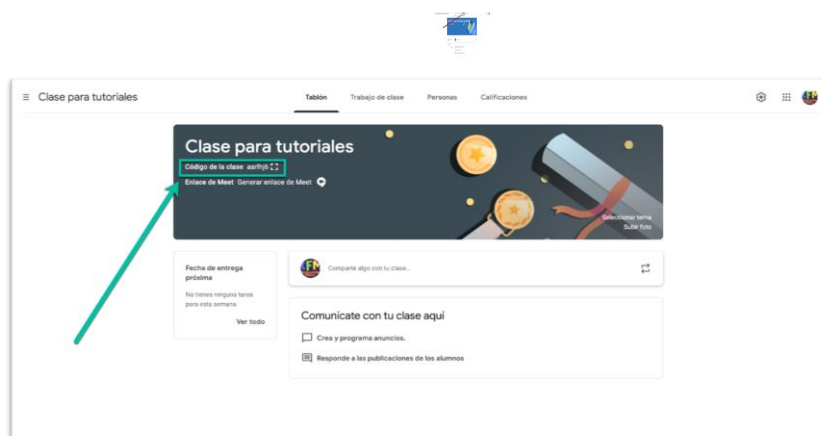 Clase para tutoriales
Tablón Trabajo de clase Personas Calificaciones
Clase para tutoriales
Código de la clase
Enlace de Meet Generar enlace de Meet
Seleccionar tema
Subir foto
Fecha de entrega
próxima
No tienes ninguna tarea
para esta semana
Ver todo
Comparte algo con tu clase...
Comunícate con tu clase aquí
Crea y programa anuncios.
Responde a las publicaciones de los alumnos